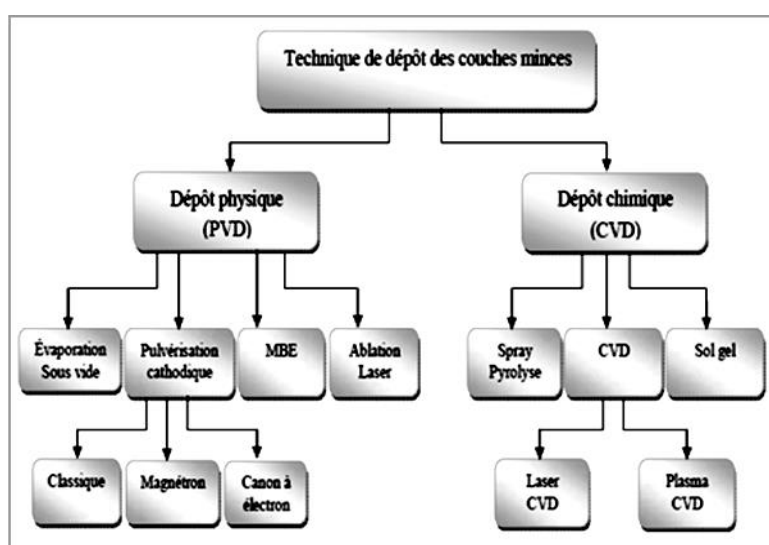 Technique de dépôt des couches minces
Dépôt physique
(PVD)
Dépôt chimique
(CVD)
Évaporation
Sous vide
Pulvérisation
cathodique
MBE
Ablation
Laser
Spray
Pyrolyse
CVD
Sol gel
Classique
Magnétron
Canon à
électron
Laser
CVD
Plasma
CVD